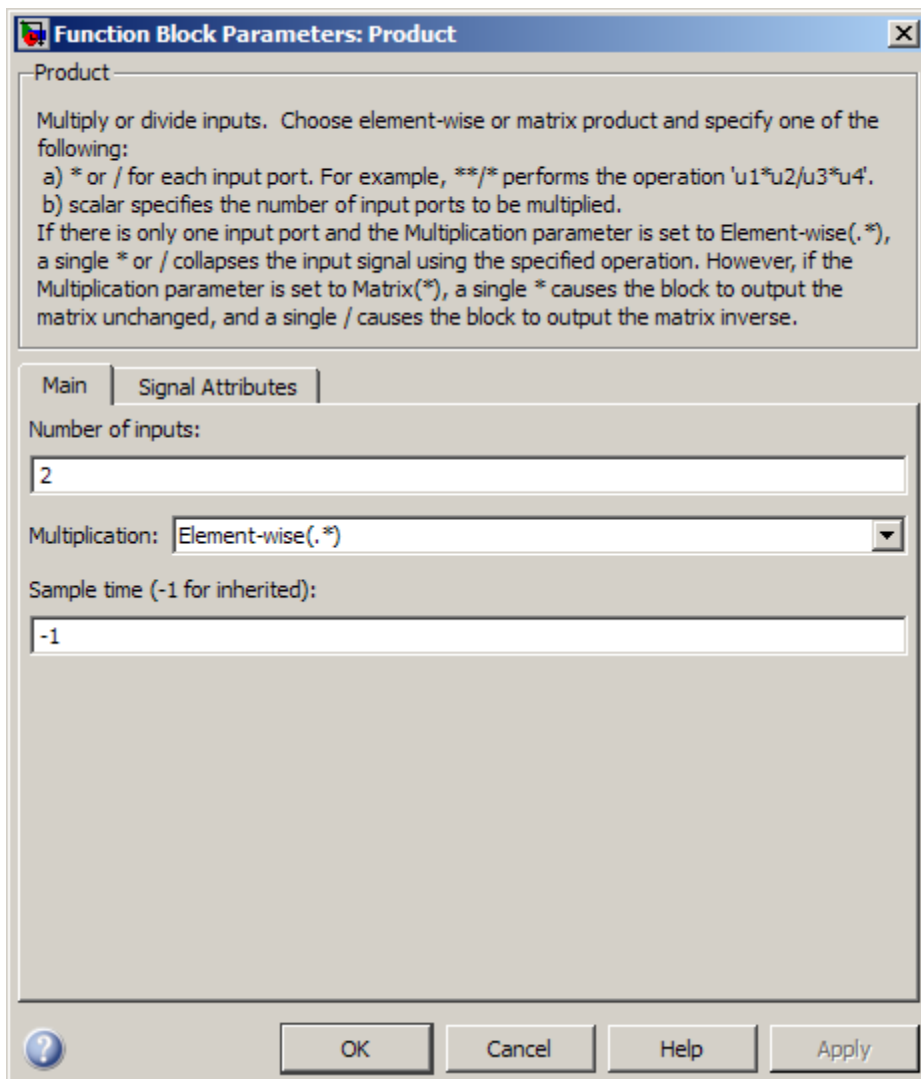 Function Block Parameters: Product
Product
Multiply or divide inputs.  Choose element-wise or matrix product and specify one of the
following:
a) * or / for each input port. For example, **/* performs the operation 'u1*u2/u3*u4'.
b) scalar specifies the number of input ports to be multiplied.
If there is only one input port and the Multiplication parameter is set to Element-wise(.*),
a single * or / collapses the input signal using the specified operation. However, if the
Multiplication parameter is set to Matrix(*), a single * causes the block to output the
matrix unchanged, and a single / causes the block to output the matrix inverse.
Main Signal Attributes
Number of inputs:
2
Multiplication: Element-wise(.*)
Sample time (-1 for inherited):
-1
OK Cancel Help Apply